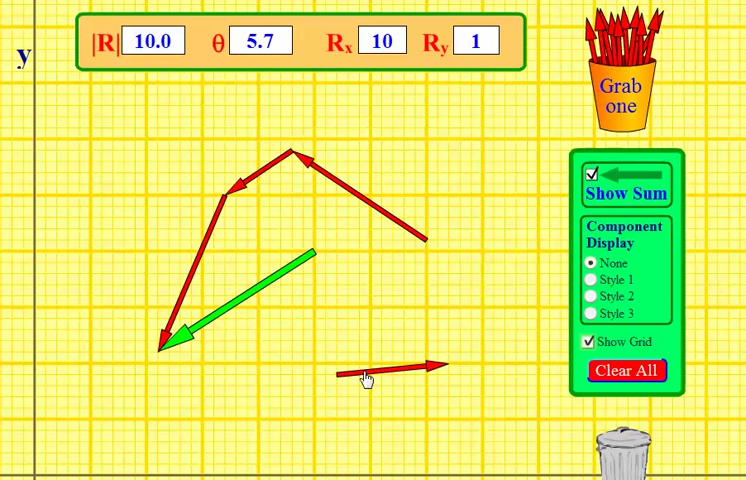 |R| 10.0 θ 5.7 Rx 10 Ry 1
y
Grab
one
Show Sum
Component
Display
None
Style 1
Style 2
Style 3
Show Grid
Clear All